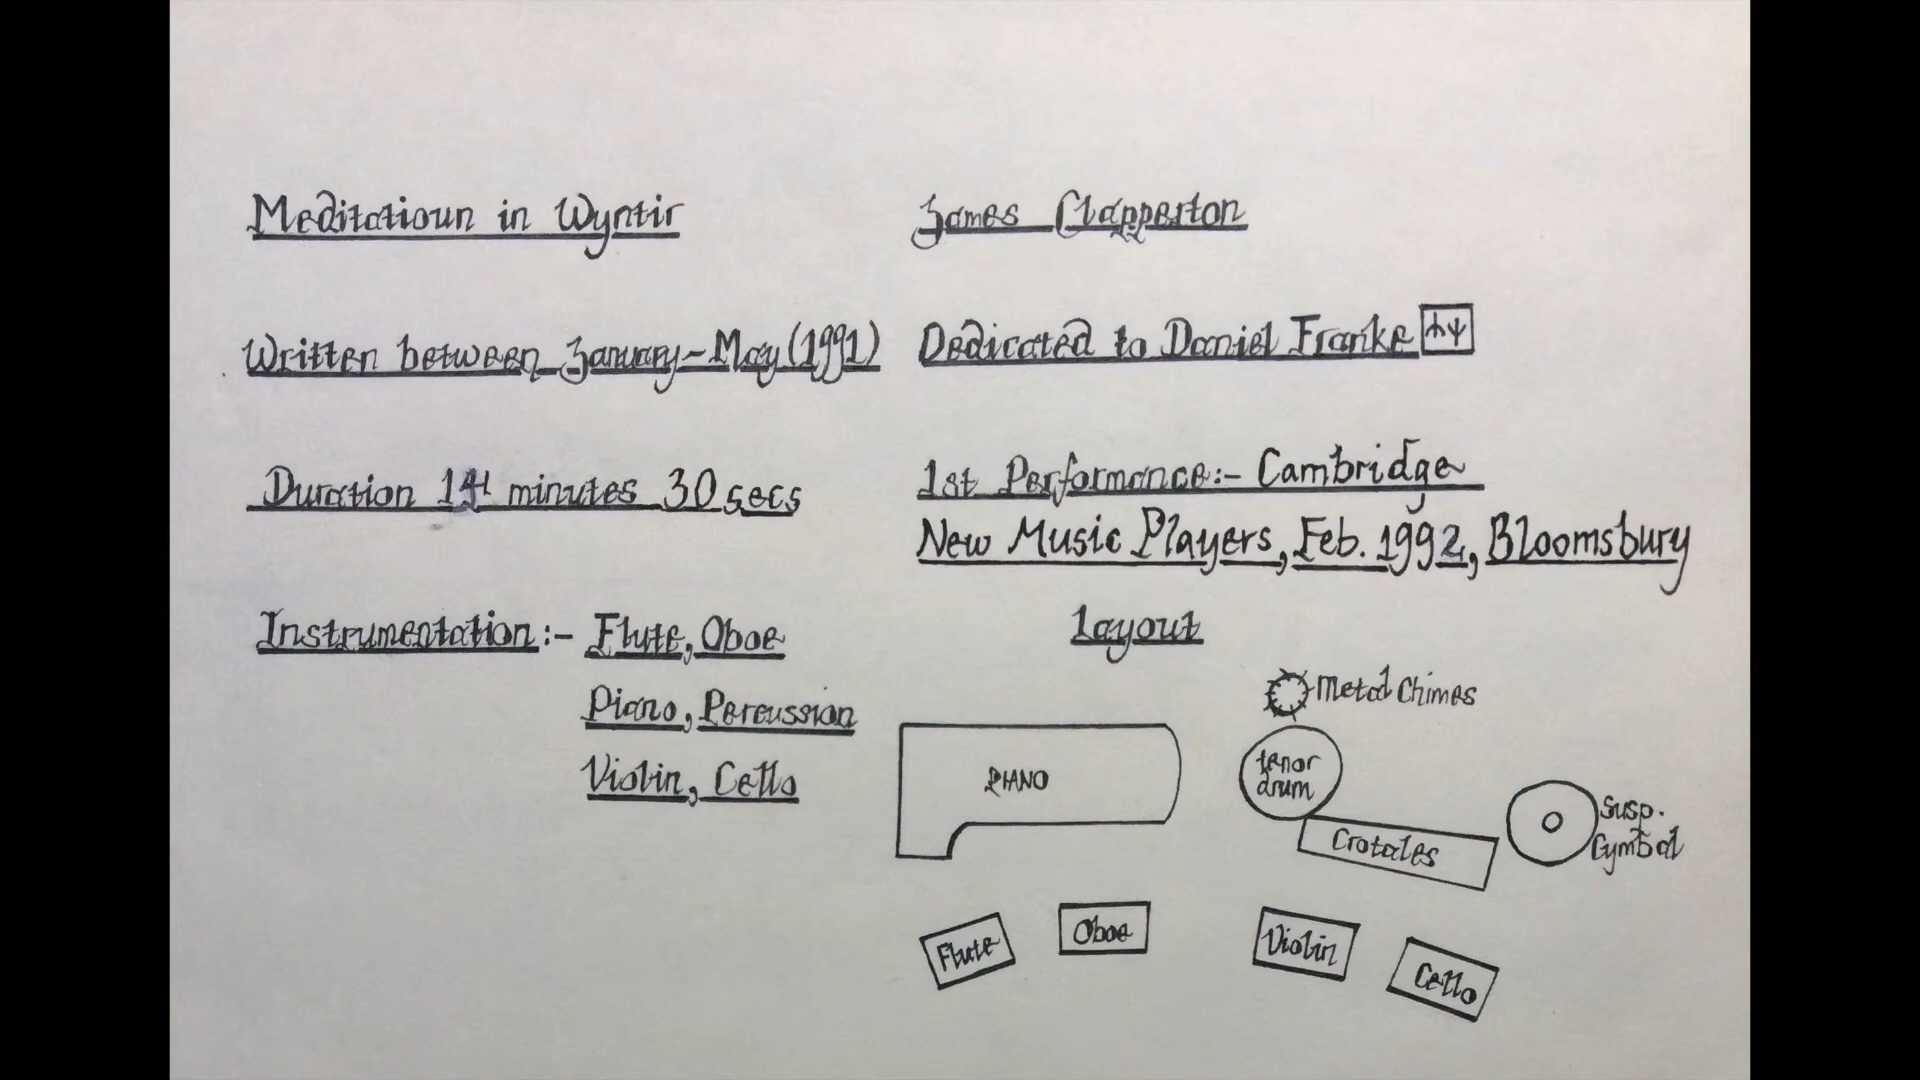 Meditatioun in Wyntir
James Clapperton
Written between January-May (1991)
Dedicated to Daniel Franke
Duration 14 minutes 30 secs
1st Performance:- Cambridge
New Music Players, Feb. 1992, Bloomsbury
Instrumentation:- Flute, Oboe
Piano, Percussion
Violin, Cello
Layout
Metal Chimes
PIANO
tenor
drum
Crotales
Susp.
Cymbal
Flute
Oboe
Violin
Cello